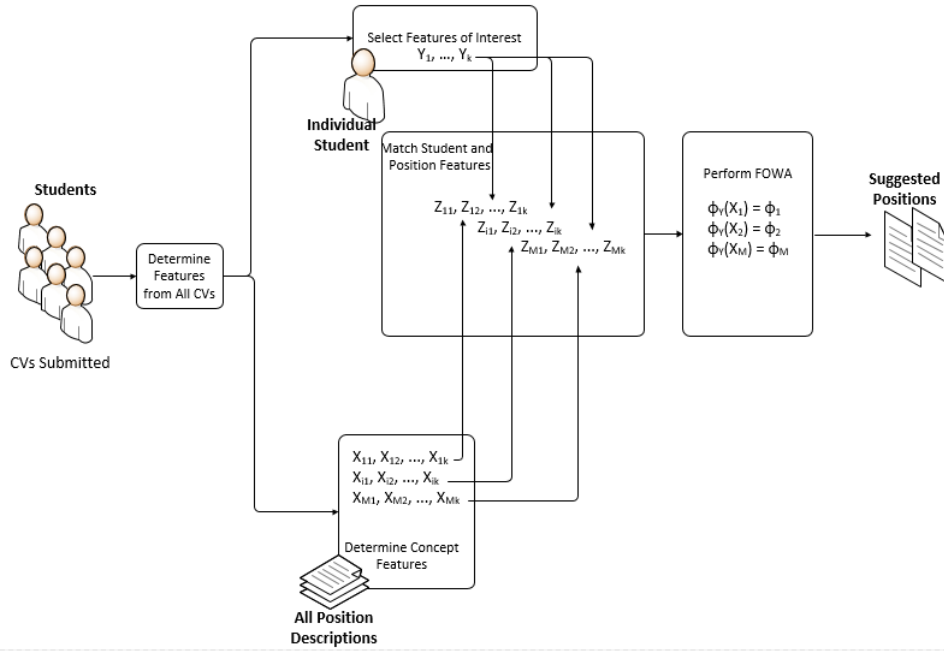 Select Features of Interest
Y₁, ..., Yₖ
Individual
Student
Match Student and
Position Features
Z₁₁, Z₁₂, ..., Z₁ₖ
Zᵢ₁, Zᵢ₂, ..., Zᵢₖ
Z_M1, Z_M2, ..., Z_Mk
Perform FOWA
ϕ_Y(X₁) = ϕ₁
ϕ_Y(X₂) = ϕ₂
ϕ_Y(X_M) = ϕ_M
Suggested
Positions
Students
Determine
Features
from All CVs
CVs Submitted
X₁₁, X₁₂, ..., X₁ₖ
Xᵢ₁, Xᵢ₂, ..., Xᵢₖ
X_M1, X_M2, ..., X_Mk
Determine Concept
Features
All Position
Descriptions